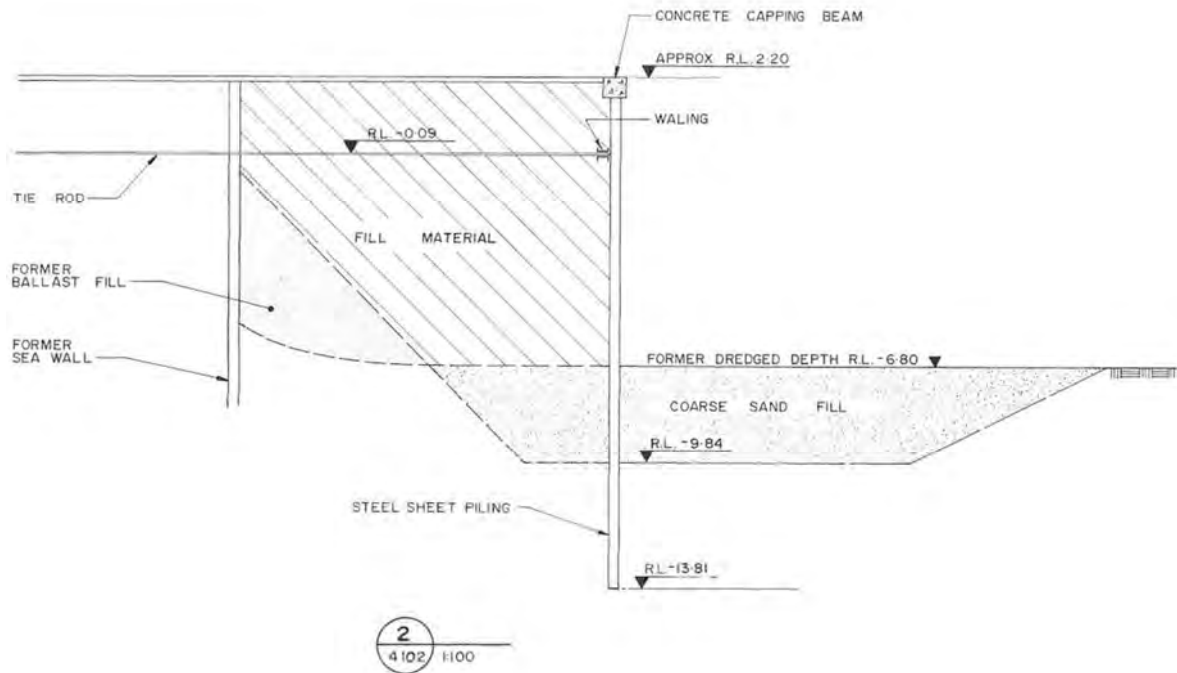 CONCRETE CAPPING BEAM
APPROX R.L. 2·20
WALING
R.L. -0·09
TIE ROD
FILL MATERIAL
FORMER
BALLAST FILL
FORMER
SEA WALL
FORMER DREDGED DEPTH R.L. -6·80
COARSE SAND FILL
R.L. -9·84
STEEL SHEET PILING
R.L. -13·81
2
4102
1:100